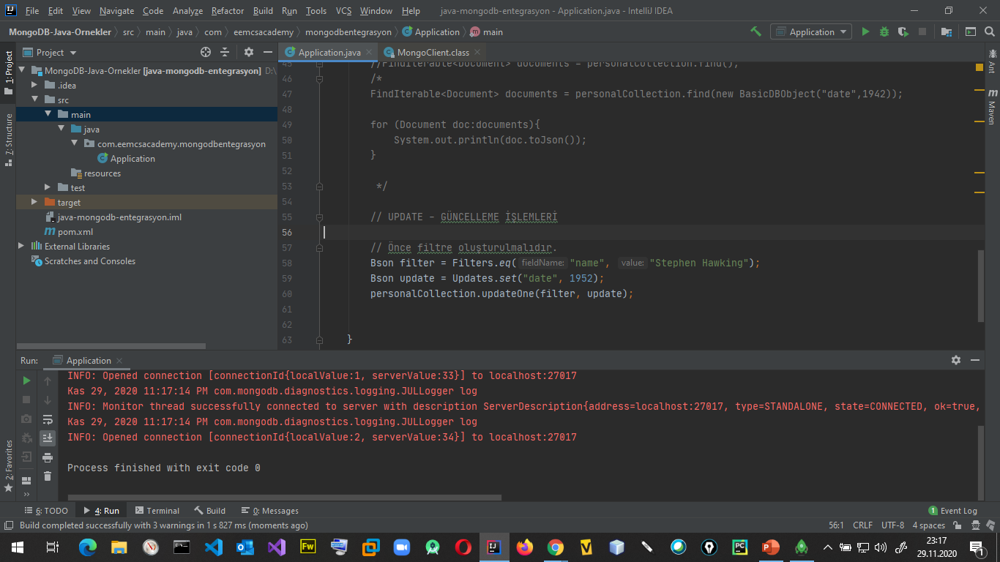 File Edit View Navigate Code Analyze Refactor Build Run Tools VCS Window Help java-mongodb-entegrasyon - Application.java - IntelliJ IDEA
MongoDB-Java-Ornekler src main java com eemcsacademy mongodbentegrasyon Application main Application
Project Application.java MongoClient.class
MongoDB-Java-Ornekler [java-mongodb-entegrasyon] D:\
.idea
src
main
java
com.eemcsacademy.mongodbentegrasyon
Application
resources
test
target
java-mongodb-entegrasyon.iml
pom.xml
External Libraries
Scratches and Consoles
1: Project
7: Structure
2: Favorites
Ant
Maven
45 //FindIterable<Document> documents = personalCollection.find();
46 /*
47 FindIterable<Document> documents = personalCollection.find(new BasicDBObject("date",1942));
48
49 for (Document doc:documents){
50 System.out.println(doc.toJson());
51 }
52
53 */
54
55 // UPDATE - GÜNCELLEME İŞLEMLERİ
56
57 // Önce filtre oluşturulmalıdır.
58 Bson filter = Filters.eq( fieldName: "name", value: "Stephen Hawking");
59 Bson update = Updates.set("date", 1952);
60 personalCollection.updateOne(filter, update);
61
62
63 }
Run: Application
INFO: Opened connection [connectionId{localValue:1, serverValue:33}] to localhost:27017
Kas 29, 2020 11:17:14 PM com.mongodb.diagnostics.logging.JULLogger log
INFO: Monitor thread successfully connected to server with description ServerDescription{address=localhost:27017, type=STANDALONE, state=CONNECTED, ok=true,
Kas 29, 2020 11:17:14 PM com.mongodb.diagnostics.logging.JULLogger log
INFO: Opened connection [connectionId{localValue:2, serverValue:34}] to localhost:27017
Process finished with exit code 0
6: TODO 4: Run Terminal Build 0: Messages 1 Event Log
Build completed successfully with 3 warnings in 1 s 827 ms (moments ago) 56:1 CRLF UTF-8 4 spaces
23:17
29.11.2020